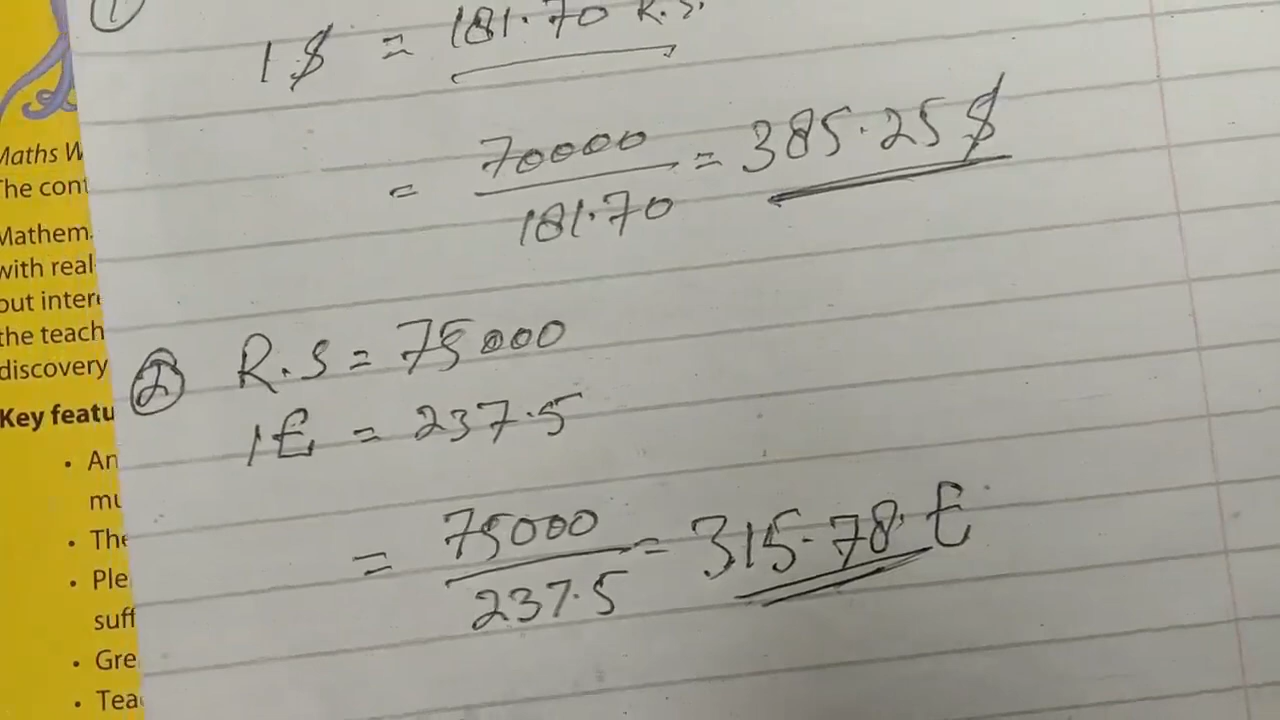 ①
1 $ = 181.70 R.S.
= 70000 / 181.70 = 385.25 $
② R.S = 75000
1£ = 237.5
= 75000 / 237.5 = 315.78 £
Maths W
The cont
Mathem
with real
out inter
the teach
discovery
Key featu
• An
mu
• The
• Ple
suff
• Gre
• Tea